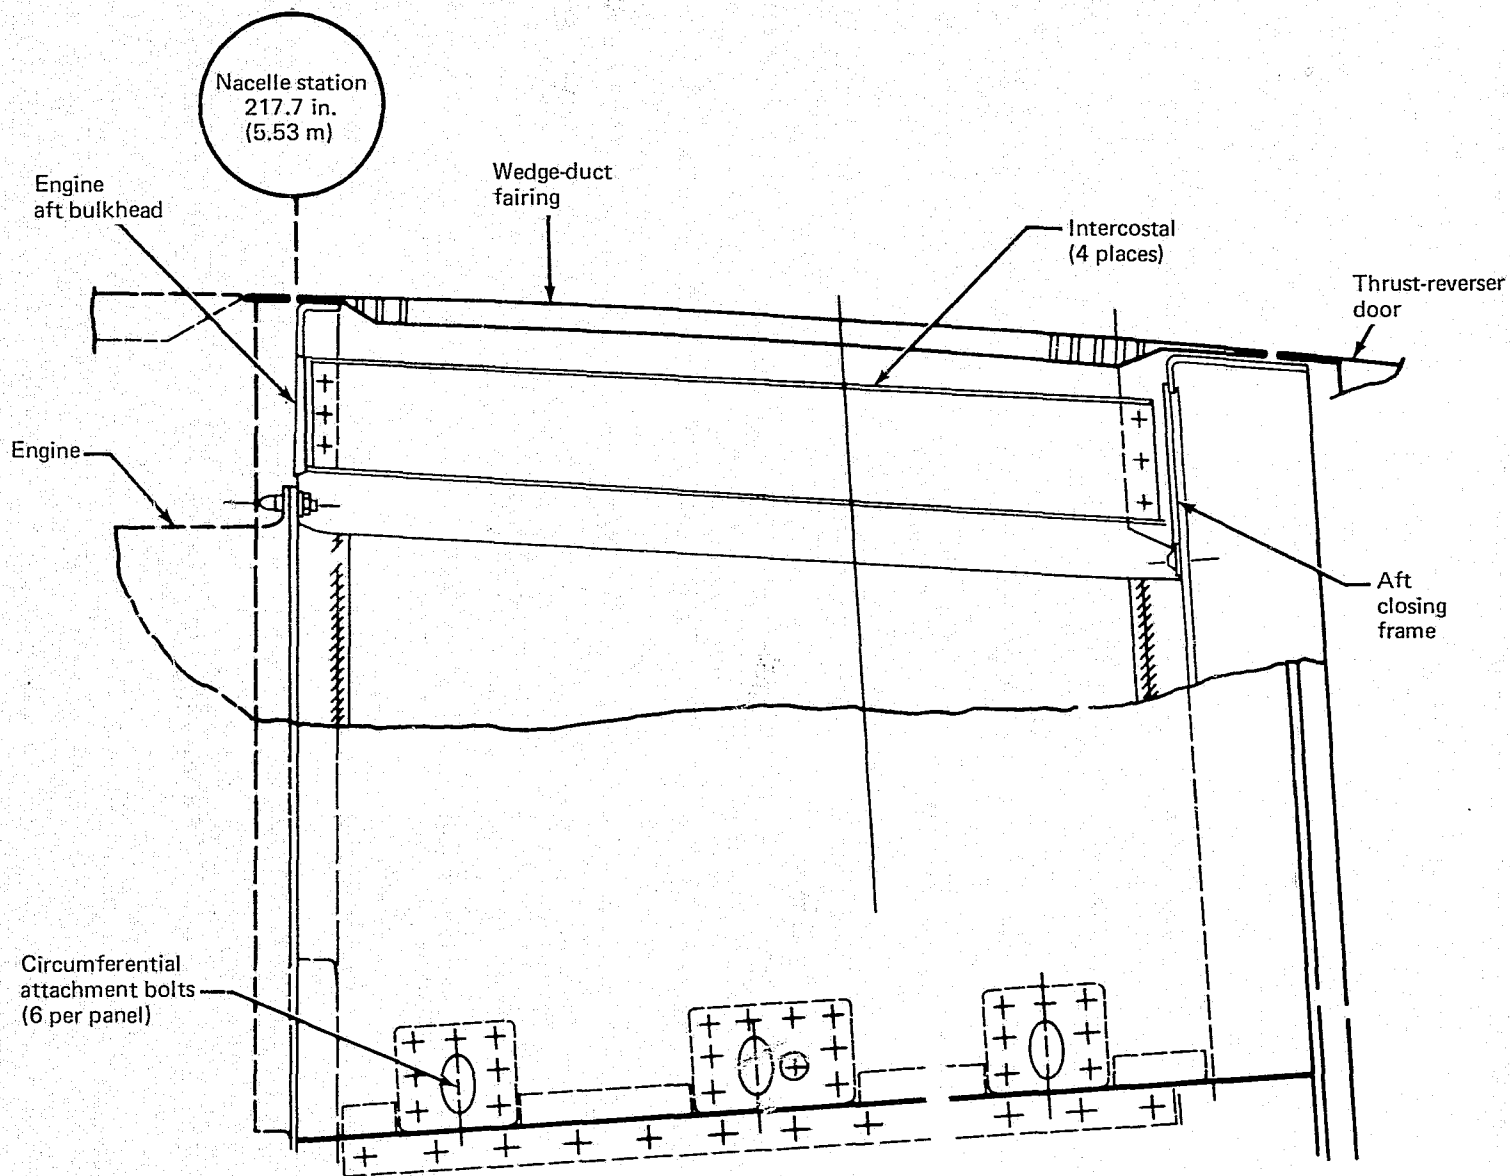 Nacelle station
217.7 in.
(5.53 m)
Wedge-duct
fairing
Engine
aft bulkhead
Intercostal
(4 places)
Thrust-reverser
door
Engine
Aft
closing
frame
Circumferential
attachment bolts
(6 per panel)